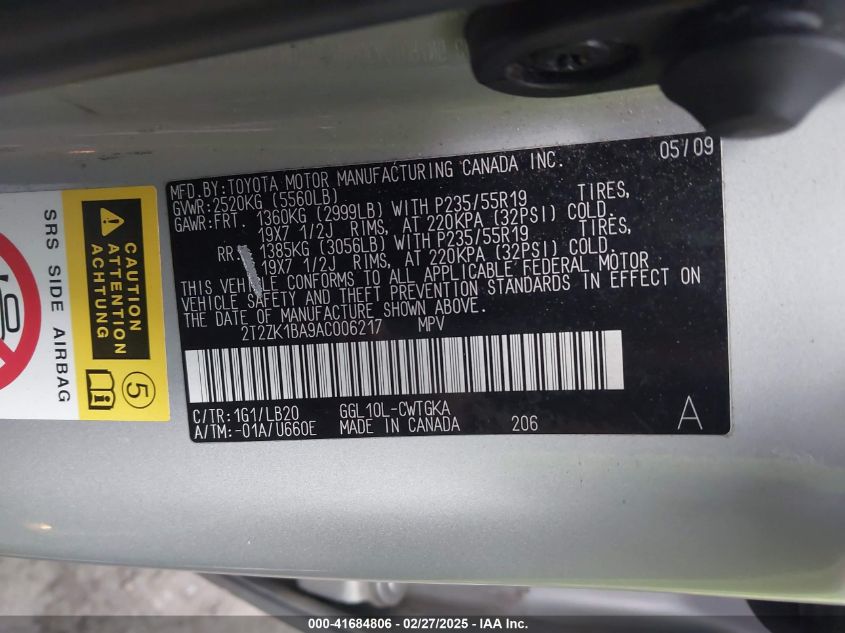 MFD.BY:TOYOTA MOTOR MANUFACTURING CANADA INC. 05/09
GVWR:2520KG (5560LB)
GAWR:FRT. 1360KG (2999LB) WITH P235/55R19 TIRES,
19X7 1/2J RIMS, AT 220KPA (32PSI) COLD.
RR. 1385KG (3056LB) WITH P235/55R19 TIRES,
19X7 1/2J RIMS, AT 220KPA (32PSI) COLD.
THIS VEHICLE CONFORMS TO ALL APPLICABLE FEDERAL MOTOR
VEHICLE SAFETY AND THEFT PREVENTION STANDARDS IN EFFECT ON
THE DATE OF MANUFACTURE SHOWN ABOVE.
2T2ZK1BA9AC006217 MPV
C/TR:1G1/LB20 GGL10L-CWTGKA
A/TM:-01A/U660E MADE IN CANADA 206 A
SRS SIDE AIRBAG
CAUTION
ATTENTION
5
000-41684806 - 02/27/2025 - IAA Inc.